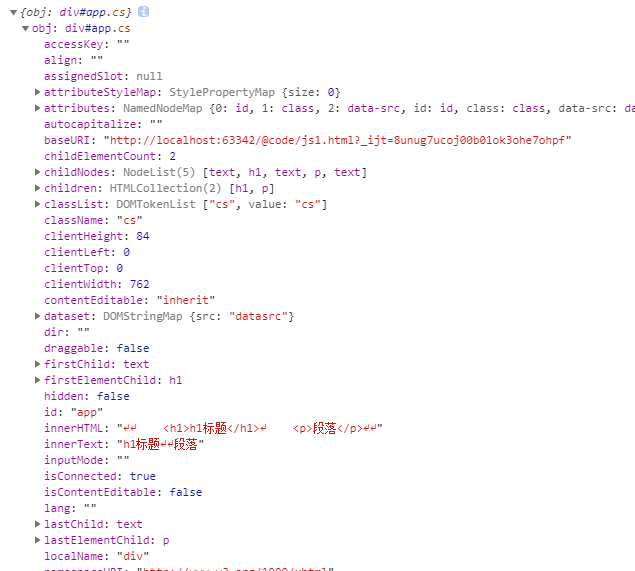 {obj: div#app.cs} i
obj: div#app.cs
accessKey: ""
align: ""
assignedSlot: null
attributeStyleMap: StylePropertyMap {size: 0}
attributes: NamedNodeMap {0: id, 1: class, 2: data-src, id: id, class: class, data-src: da
autocapitalize: ""
baseURI: "http://localhost:63342/@code/js1.html?_ijt=8unug7ucoj00b01ok3ohe7ohpf"
childElementCount: 2
childNodes: NodeList(5) [text, h1, text, p, text]
children: HTMLCollection(2) [h1, p]
classList: DOMTokenList ["cs", value: "cs"]
className: "cs"
clientHeight: 84
clientLeft: 0
clientTop: 0
clientWidth: 762
contentEditable: "inherit"
dataset: DOMStringMap {src: "datasrc"}
dir: ""
draggable: false
firstChild: text
firstElementChild: h1
hidden: false
id: "app"
innerHTML: "↵↵    <h1>h1标题</h1>↵    <p>段落</p>↵↵"
innerText: "h1标题↵↵段落"
inputMode: ""
isConnected: true
isContentEditable: false
lang: ""
lastChild: text
lastElementChild: p
localName: "div"